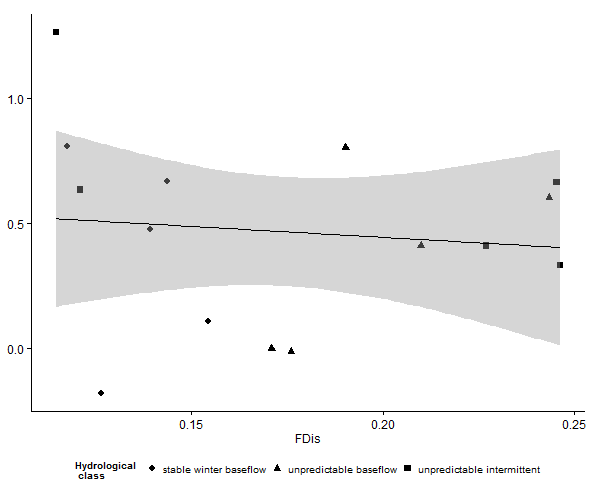 1.0
0.5
0.0
0.15 0.20 0.25
FDis
Hydrological
class
stable winter baseflow unpredictable baseflow unpredictable intermittent